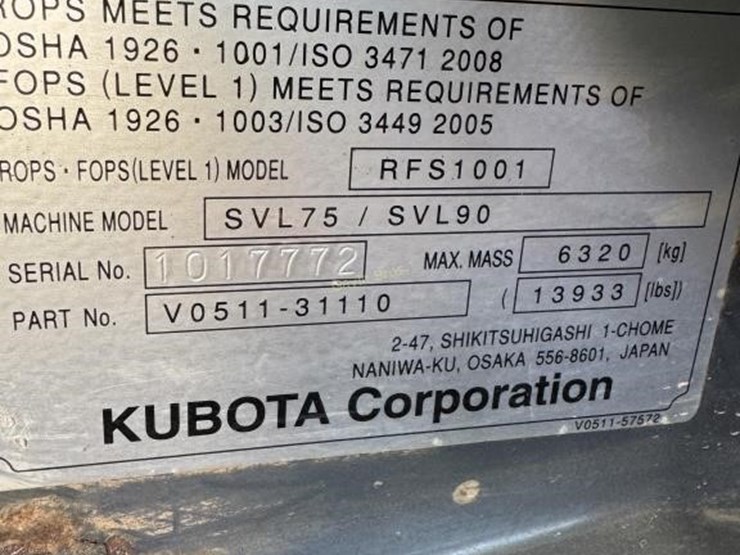 ROPS MEETS REQUIREMENTS OF
OSHA 1926 · 1001/ISO 3471 2008
FOPS (LEVEL 1) MEETS REQUIREMENTS OF
OSHA 1926 · 1003/ISO 3449 2005
ROPS · FOPS(LEVEL 1) MODEL RFS1001
MACHINE MODEL SVL75 / SVL90
SERIAL No. 1017772 MAX. MASS 6320 [kg]
PART No. V0511-31110 ( 13933 [lbs])
2-47, SHIKITSUHIGASHI 1-CHOME
NANIWA-KU, OSAKA 556-8601, JAPAN
KUBOTA Corporation
V0511-57572